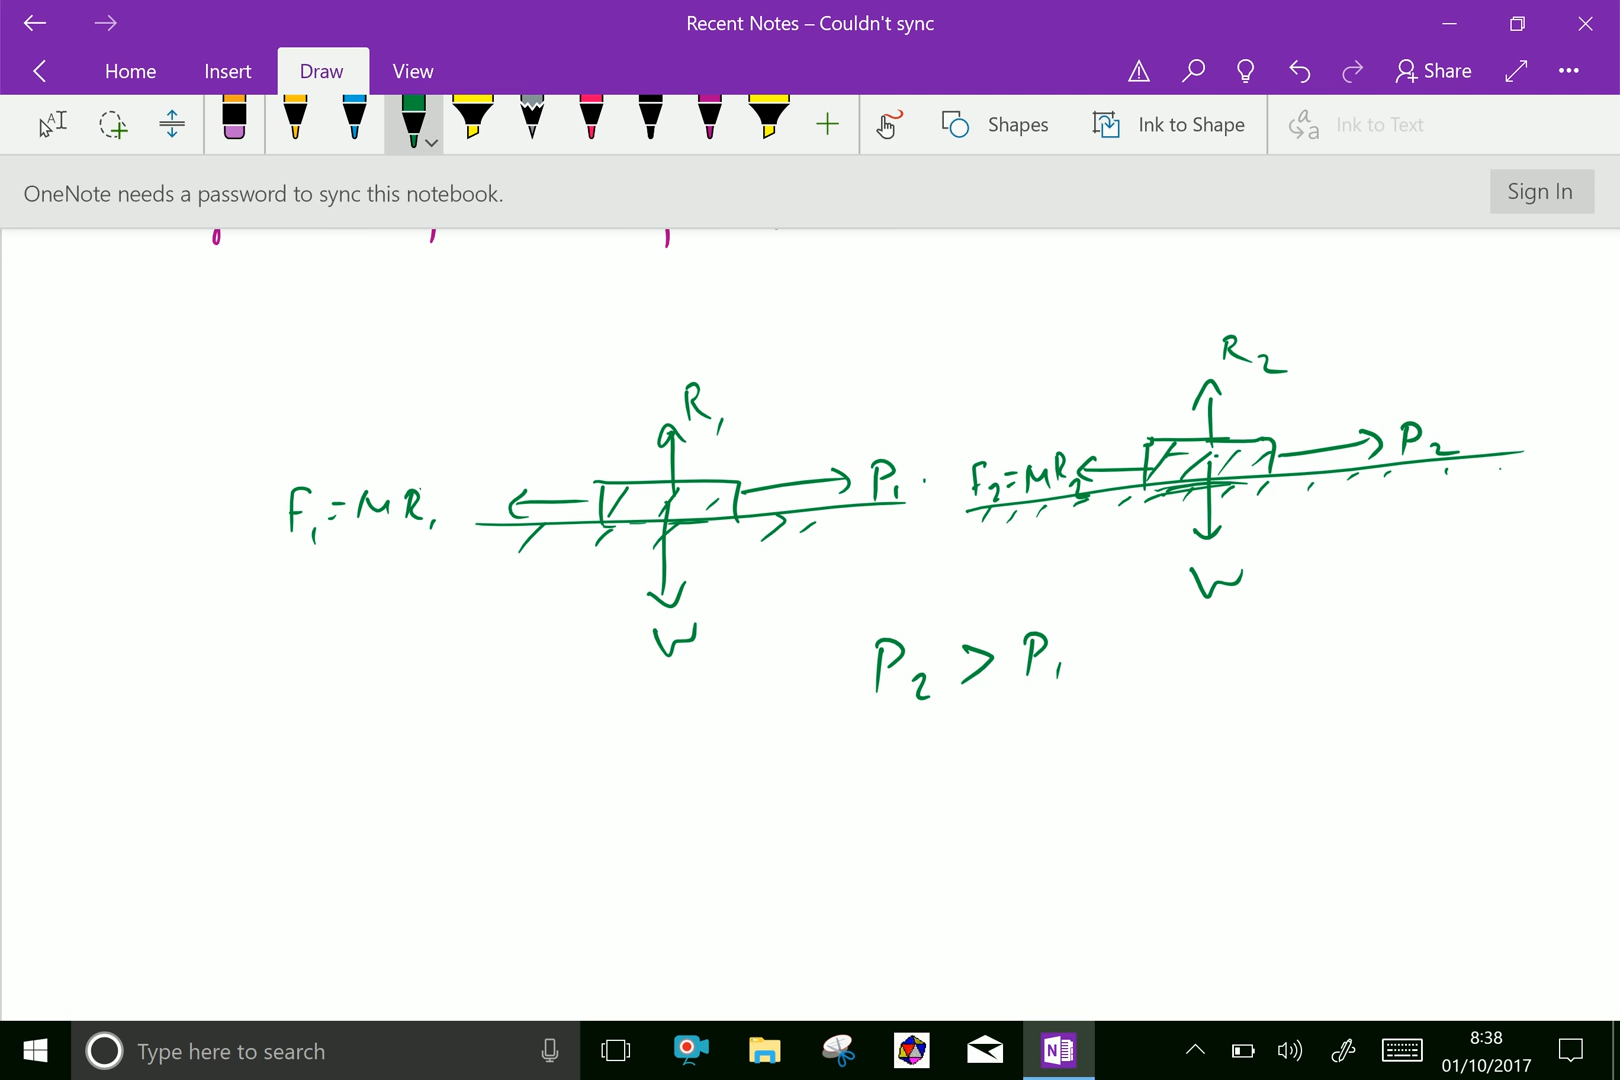 Recent Notes – Couldn't sync
Home Insert Draw View Share
Shapes Ink to Shape Ink to Text
OneNote needs a password to sync this notebook. Sign In
R₂
R₁
P₂
P₁
F₂=μR₂
F₁=μR₁
W
W
P₂ > P₁
Type here to search
8:38
01/10/2017